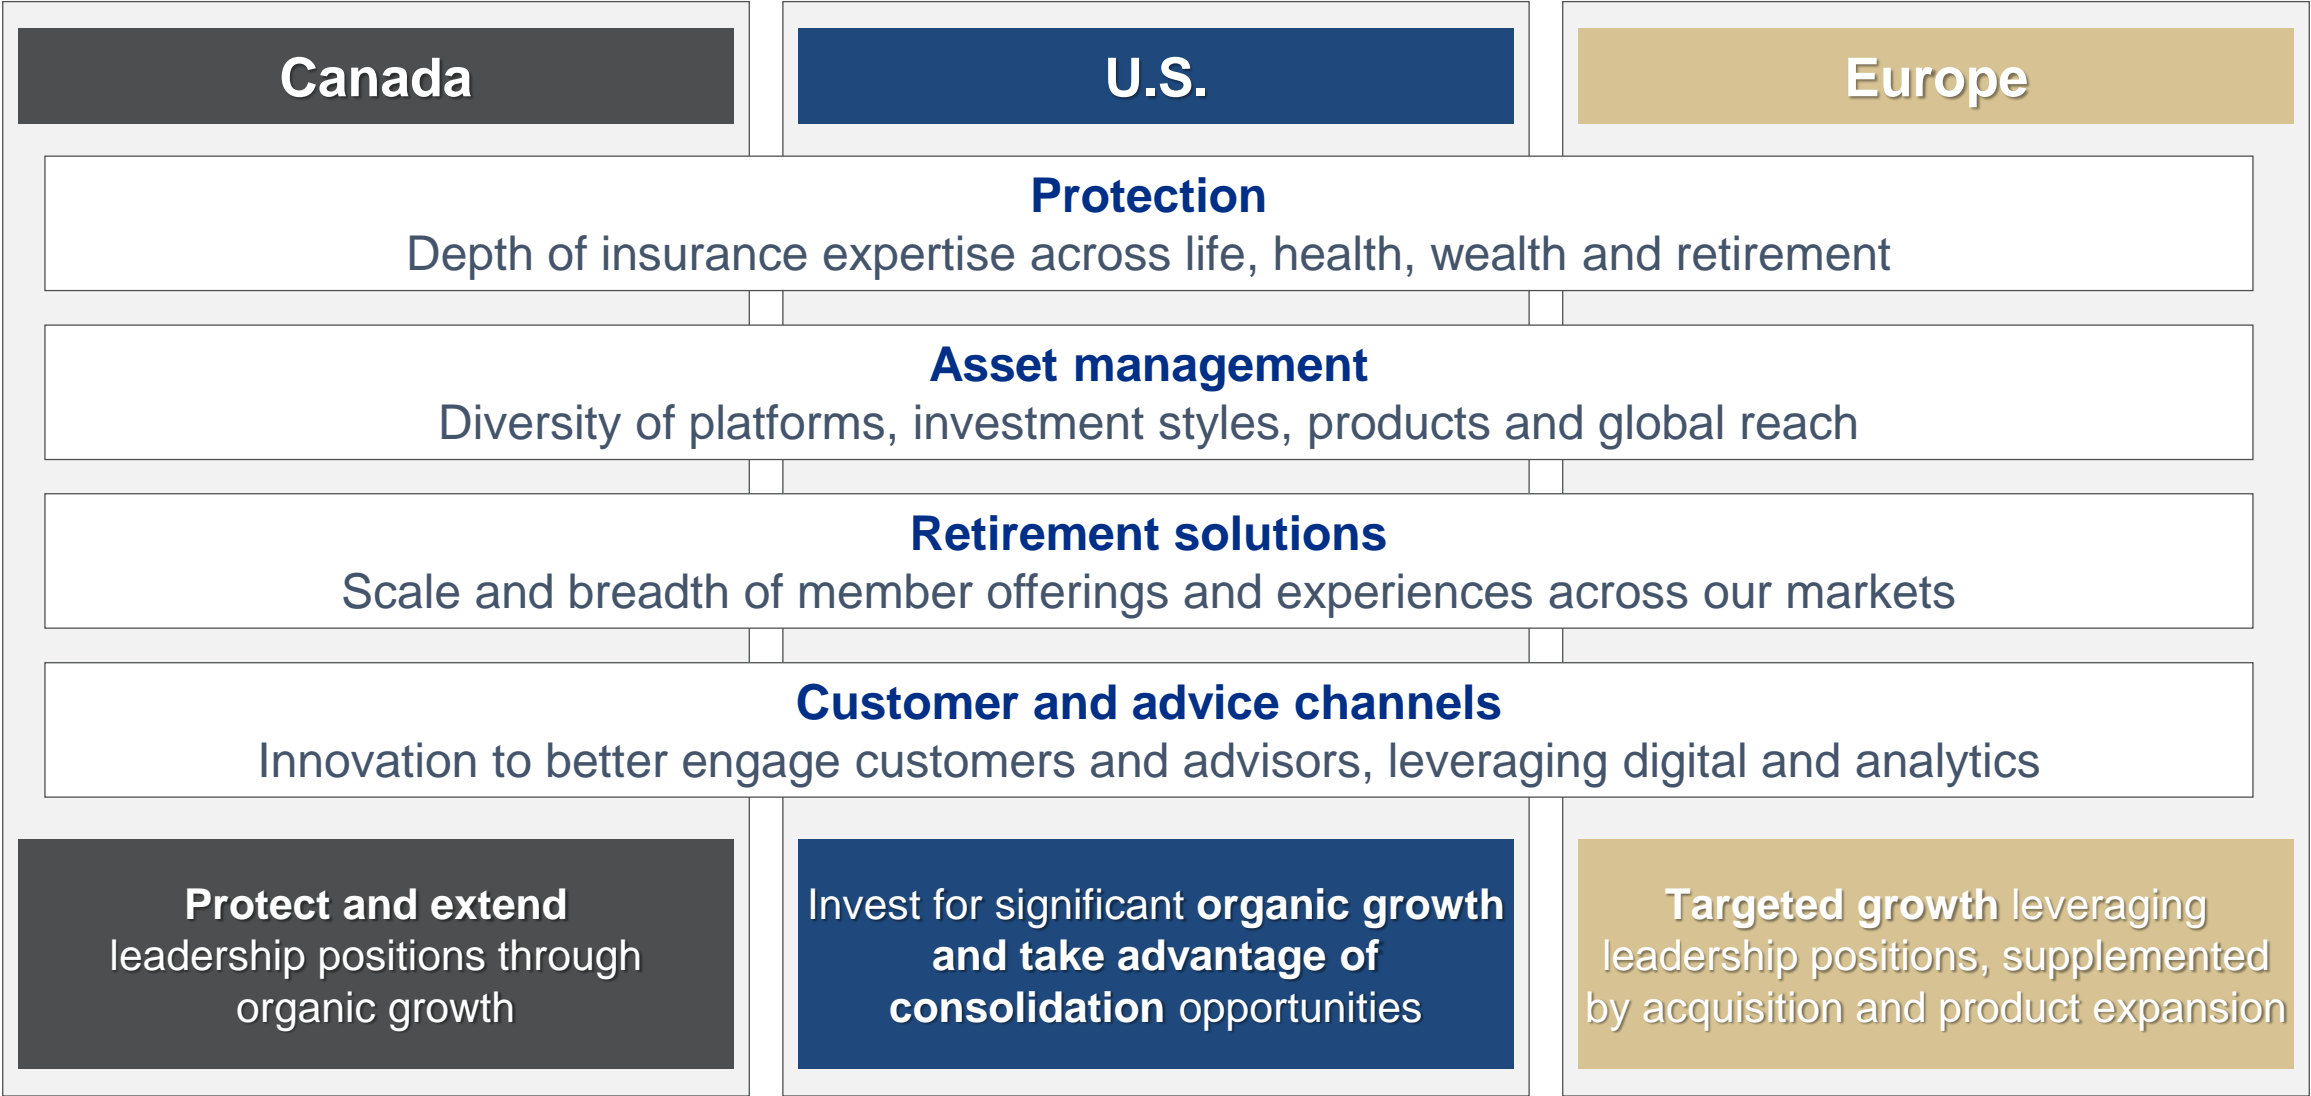 Canada
U.S.
Europe
Protection
Depth of insurance expertise across life, health, wealth and retirement
Asset management
Diversity of platforms, investment styles, products and global reach
Retirement solutions
Scale and breadth of member offerings and experiences across our markets
Customer and advice channels
Innovation to better engage customers and advisors, leveraging digital and analytics
Protect and extend
leadership positions through
organic growth
Invest for significant organic growth
and take advantage of
consolidation opportunities
Targeted growth leveraging
leadership positions, supplemented
by acquisition and product expansion